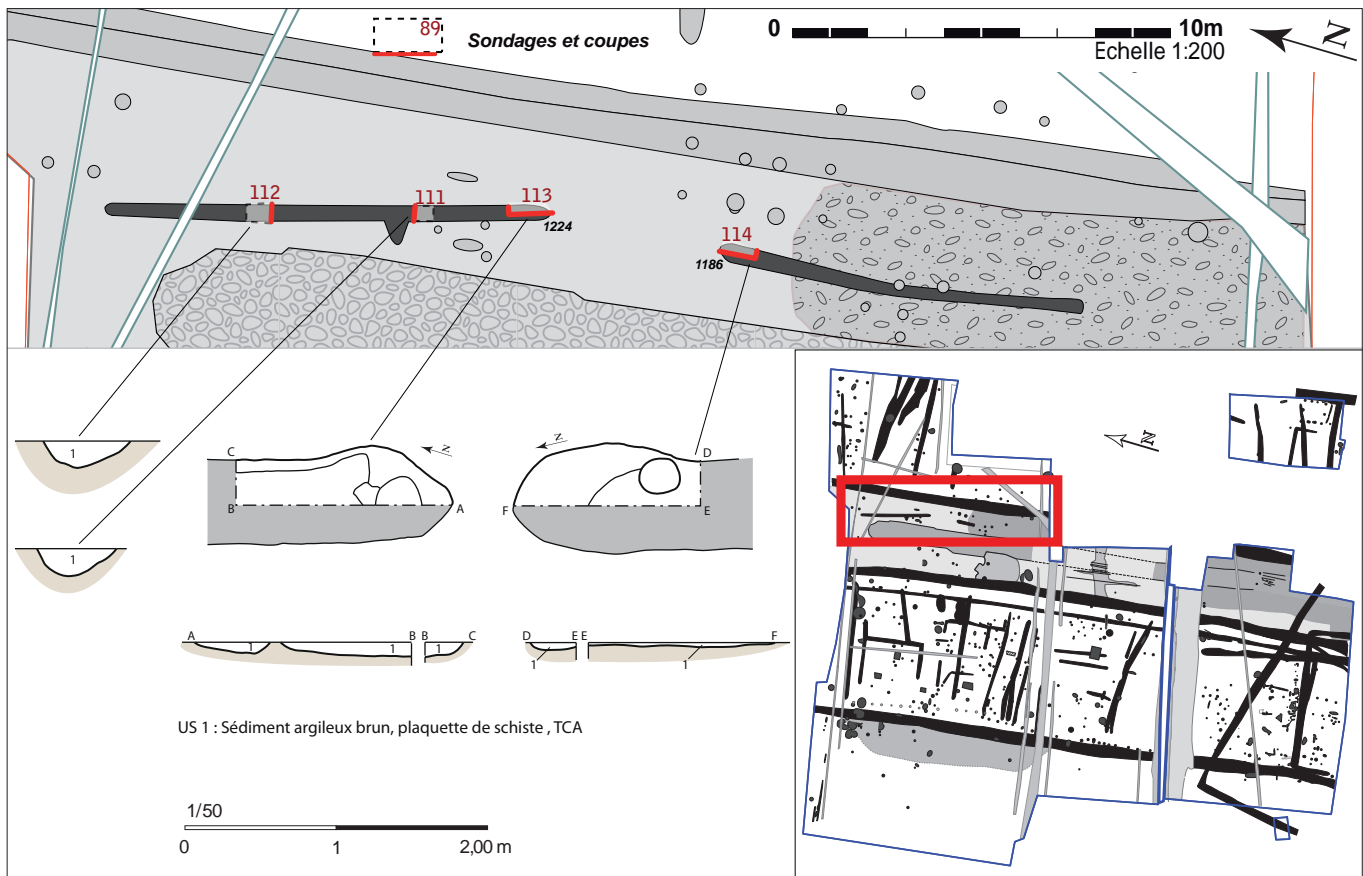 89
Sondages et coupes
0 10m
Echelle 1:200
N
112
111
113
1224
114
1186
1
1
C
B
A
N
D
E
F
N
A B B C
1 1 1
D E E F
1 1
US 1 : Sédiment argileux brun, plaquette de schiste , TCA
1/50
0 1 2,00 m
N